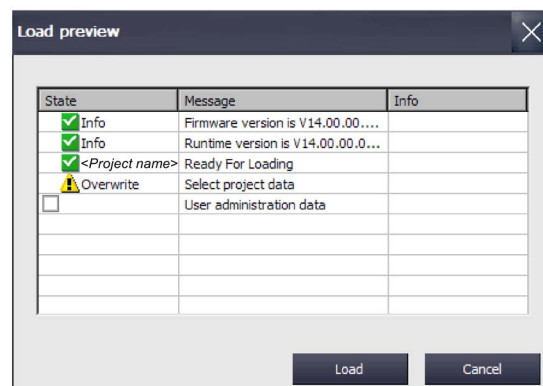 Load preview
State Message Info
Info Firmware version is V14.00.00....
Info Runtime version is V14.00.00.0...
<Project name> Ready For Loading
Overwrite Select project data
User administration data
Load Cancel